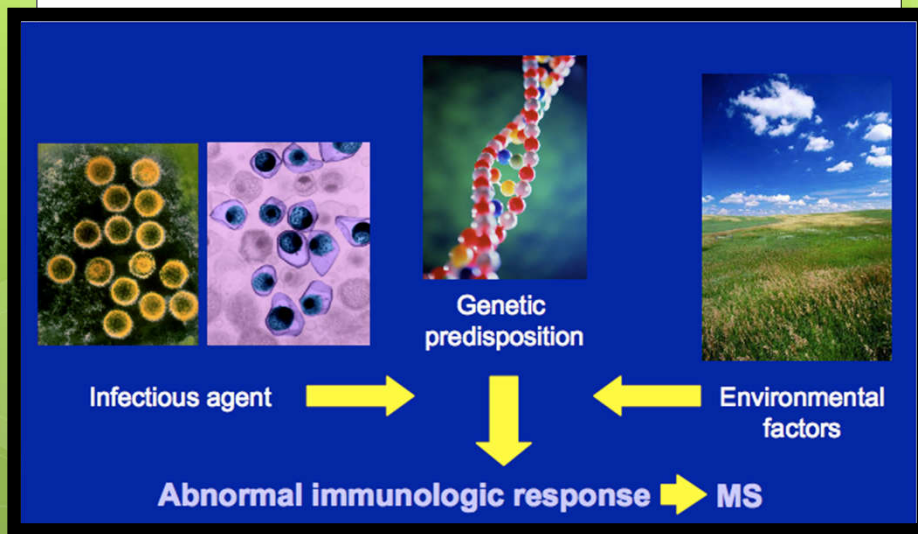 Genetic
predisposition
Infectious agent
Environmental
factors
Abnormal immunologic response
MS